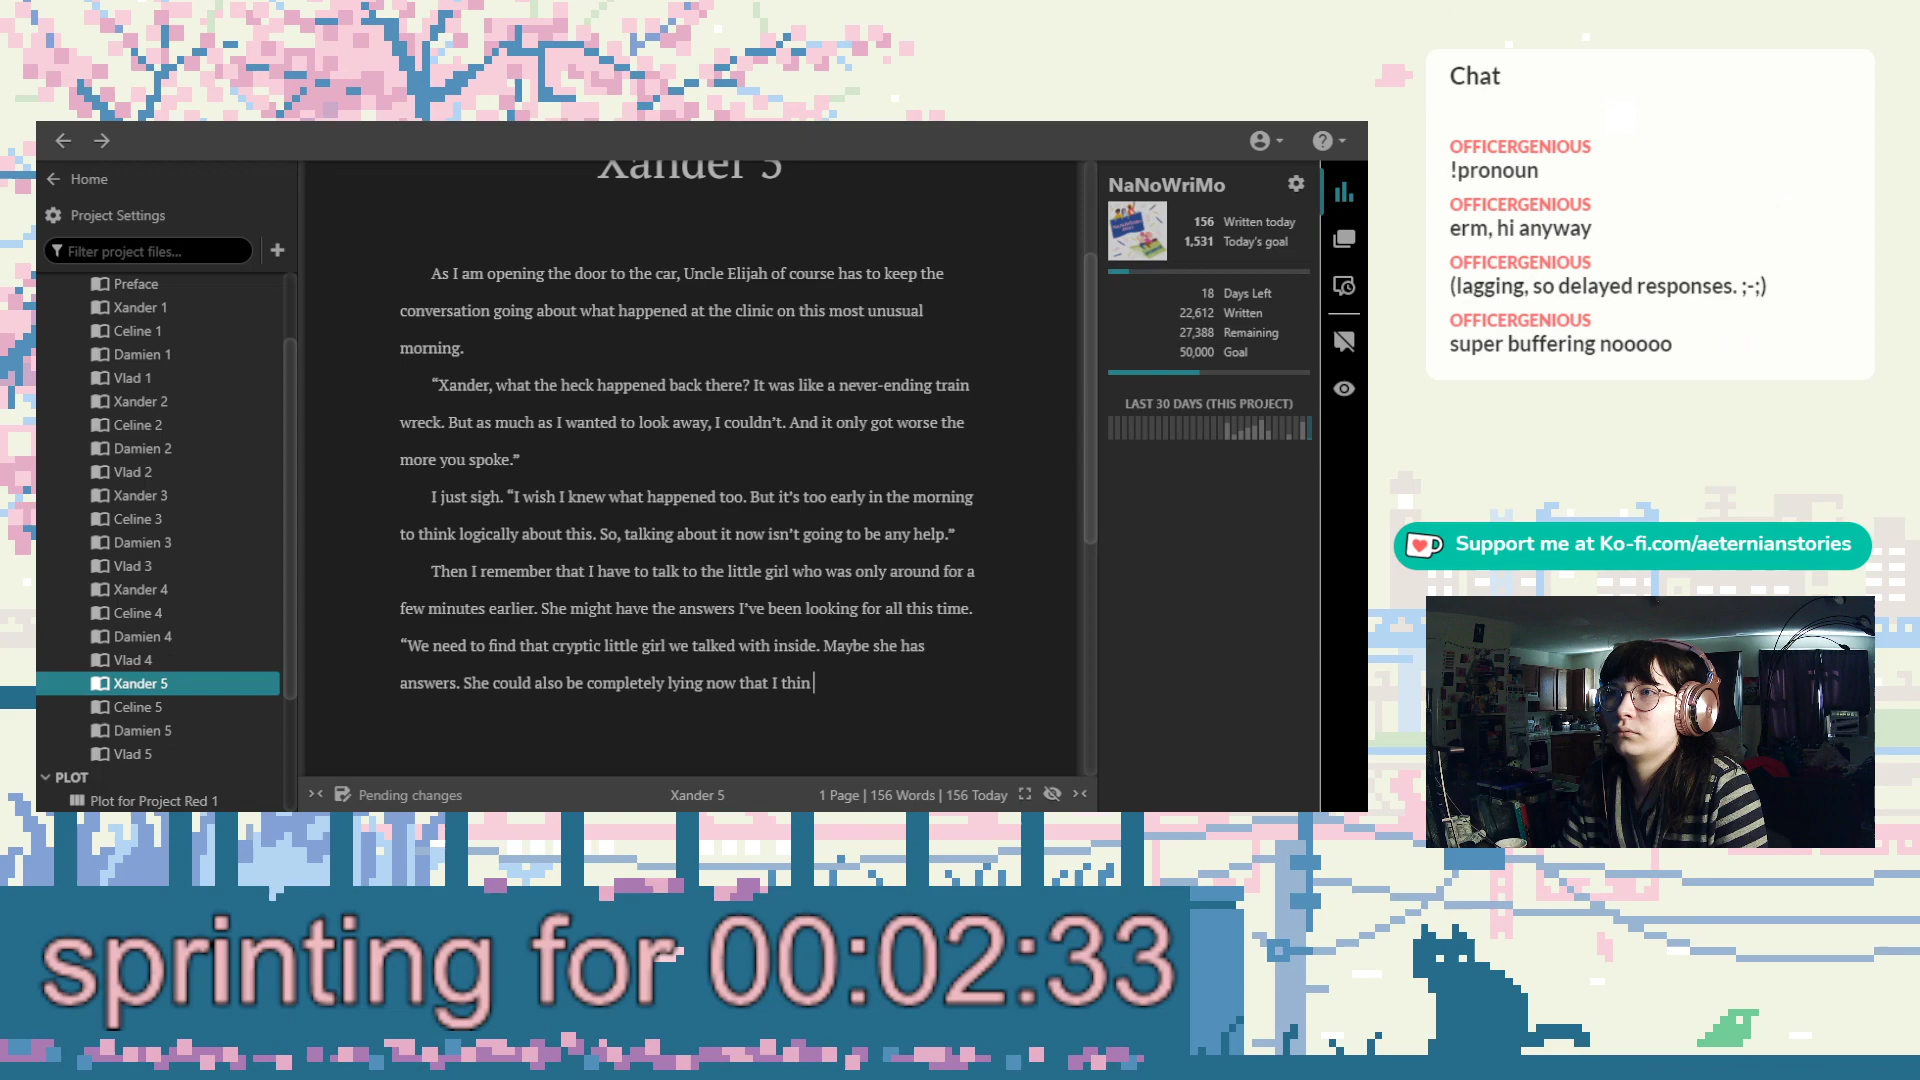 Home
Project Settings
Filter project files...
Preface
Xander 1
Celine 1
Damien 1
Vlad 1
Xander 2
Celine 2
Damien 2
Vlad 2
Xander 3
Celine 3
Damien 3
Vlad 3
Xander 4
Celine 4
Damien 4
Vlad 4
Xander 5
Celine 5
Damien 5
Vlad 5
PLOT
Plot for Project Red 1
Xander 5
As I am opening the door to the car, Uncle Elijah of course has to keep the
conversation going about what happened at the clinic on this most unusual
morning.
“Xander, what the heck happened back there? It was like a never-ending train
wreck. But as much as I wanted to look away, I couldn’t. And it only got worse the
more you spoke.”
I just sigh. “I wish I knew what happened too. But it’s too early in the morning
to think logically about this. So, talking about it now isn’t going to be any help.”
Then I remember that I have to talk to the little girl who was only around for a
few minutes earlier. She might have the answers I’ve been looking for all this time.
“We need to find that cryptic little girl we talked with inside. Maybe she has
answers. She could also be completely lying now that I thin
Pending changes
Xander 5
1 Page | 156 Words | 156 Today
NaNoWriMo
156 Written today
1,531 Today's goal
18 Days Left
22,612 Written
27,388 Remaining
50,000 Goal
LAST 30 DAYS (THIS PROJECT)
Chat
OFFICERGENIOUS
!pronoun
OFFICERGENIOUS
erm, hi anyway
OFFICERGENIOUS
(lagging, so delayed responses. ;-;)
OFFICERGENIOUS
super buffering nooooo
Support me at Ko-fi.com/aeternianstories
sprinting for 00:02:33